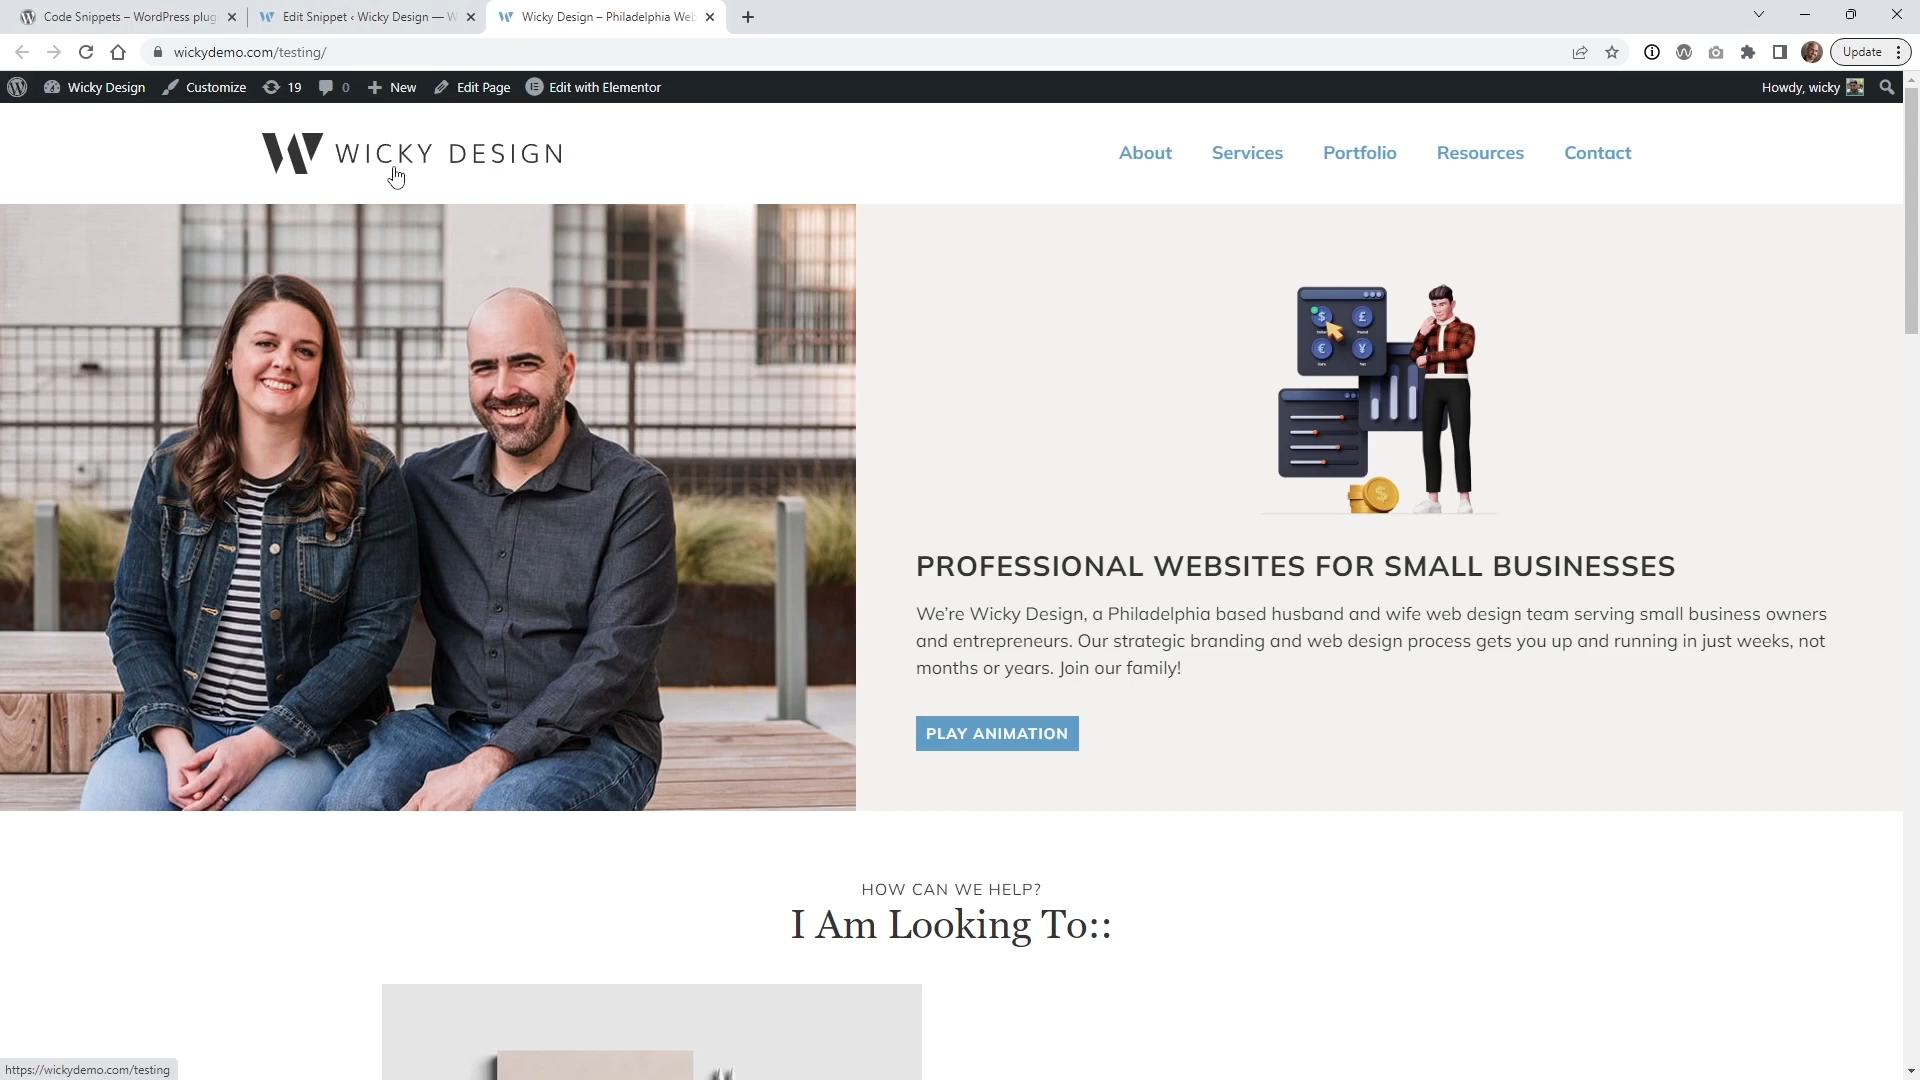 Code Snippets – WordPress plug
Edit Snippet ‹ Wicky Design — W
Wicky Design – Philadelphia Web
wickydemo.com/testing/
Update
Wicky Design
Customize
19
0
New
Edit Page
Edit with Elementor
Howdy, wicky
WICKY DESIGN
About
Services
Portfolio
Resources
Contact
$ £
€ ¥
$
PROFESSIONAL WEBSITES FOR SMALL BUSINESSES
We’re Wicky Design, a Philadelphia based husband and wife web design team serving small business owners
and entrepreneurs. Our strategic branding and web design process gets you up and running in just weeks, not
months or years. Join our family!
PLAY ANIMATION
HOW CAN WE HELP?
I Am Looking To::
https://wickydemo.com/testing